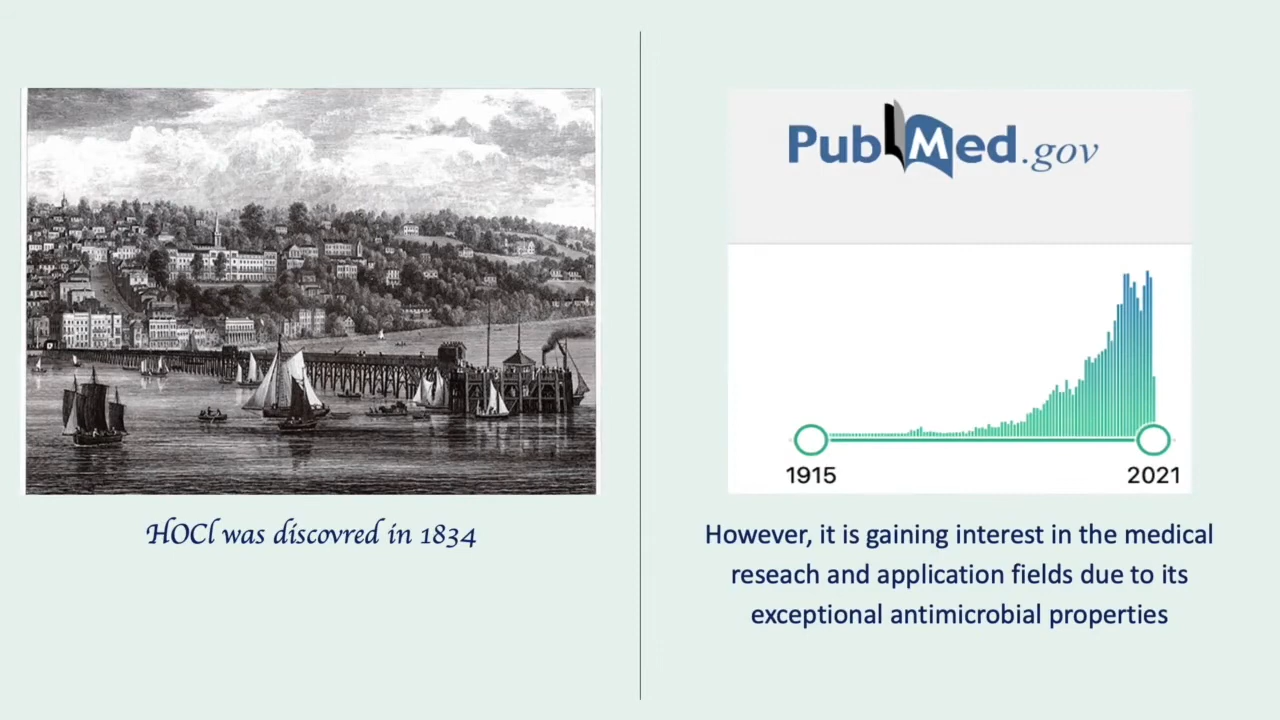 HOCl was discovred in 1834
PubMed.gov
1915
2021
However, it is gaining interest in the medical
reseach and application fields due to its
exceptional antimicrobial properties